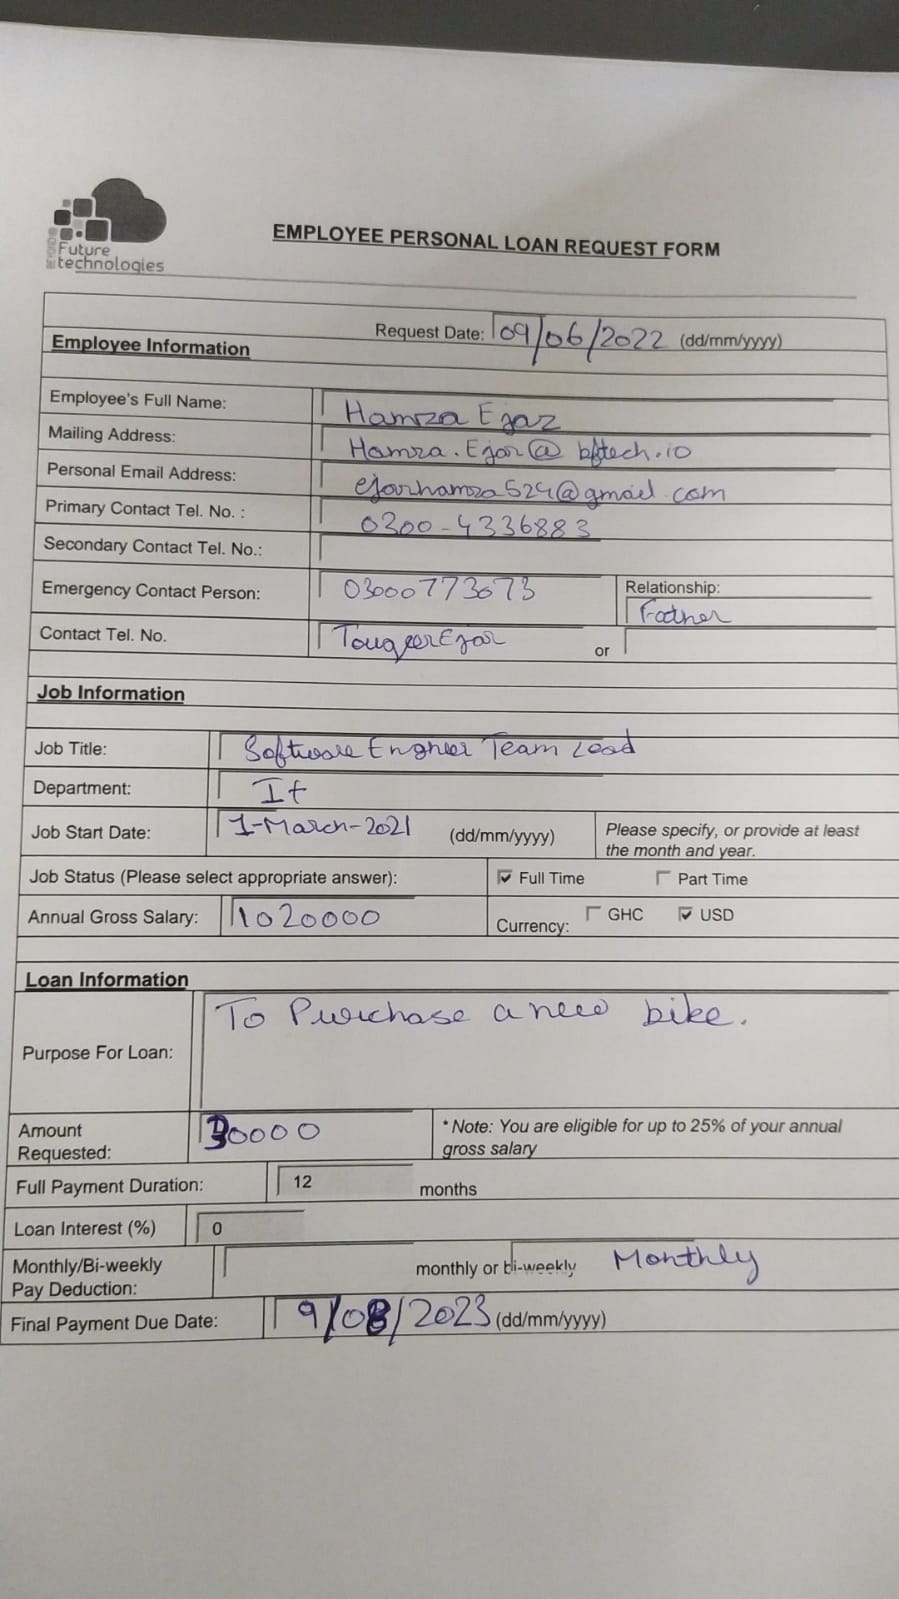 Future
technologies
EMPLOYEE PERSONAL LOAN REQUEST FORM
Request Date: 09/06/2022 (dd/mm/yyyy)
Employee Information
Employee's Full Name: Hamza Ejaz
Mailing Address: Hamza.Ejaz@bftech.io
Personal Email Address: ejazhamza524@gmail.com
Primary Contact Tel. No. : 0300-4336883
Secondary Contact Tel. No.:
Emergency Contact Person: 03000773073 Relationship: Father
Contact Tel. No. Touqeer Ejaz or
Job Information
Job Title: Software Engneer Team Lead
Department: It
Job Start Date: 1-March-2021 (dd/mm/yyyy) Please specify, or provide at least
the month and year.
Job Status (Please select appropriate answer): Full Time Part Time
Annual Gross Salary: 1020000 Currency: GHC USD
Loan Information
Purpose For Loan: To Purchase a new bike.
Amount
Requested: 30000 * Note: You are eligible for up to 25% of your annual
gross salary
Full Payment Duration: 12 months
Loan Interest (%) 0
Monthly/Bi-weekly
Pay Deduction: monthly or bi-weekly Monthly
Final Payment Due Date: 9/08/2023 (dd/mm/yyyy)